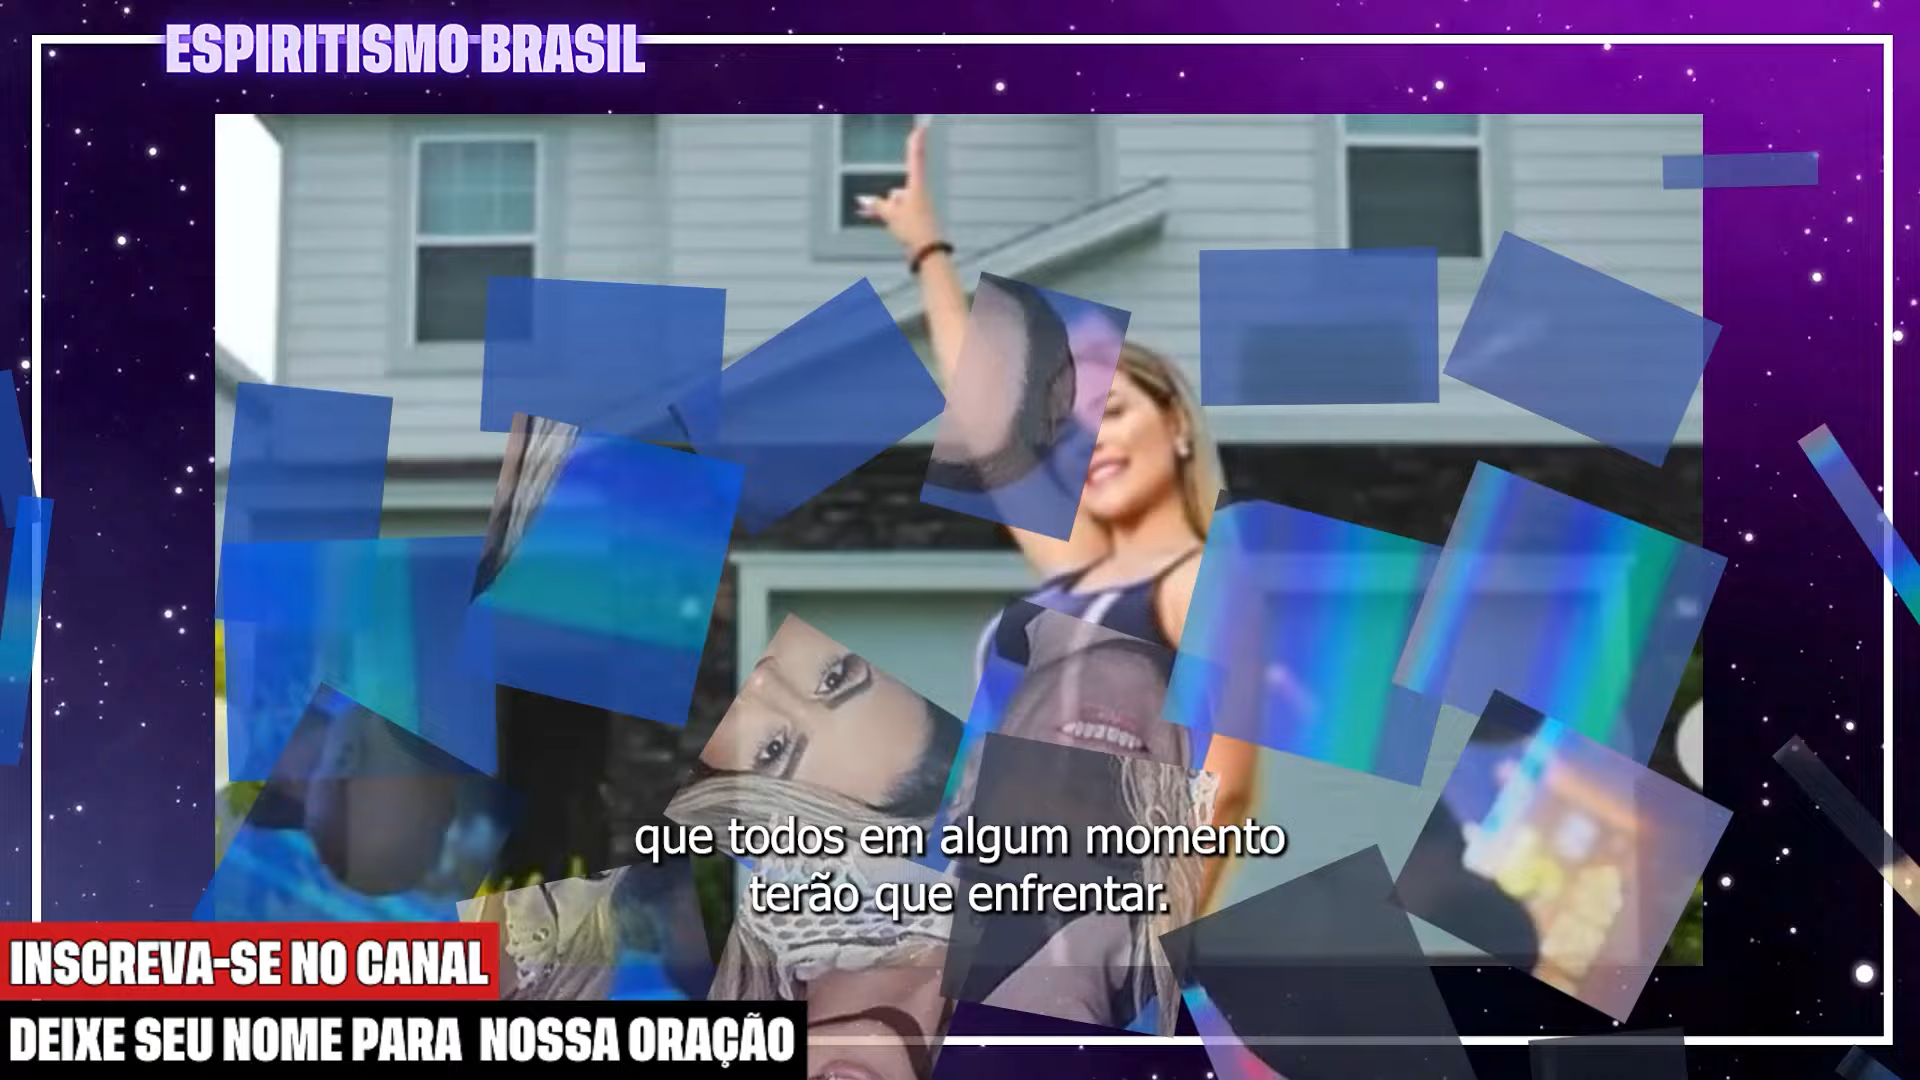 ESPIRITISMO BRASIL
que todos em algum momento
terão que enfrentar.
INSCREVA-SE NO CANAL
DEIXE SEU NOME PARA NOSSA ORAÇÃO